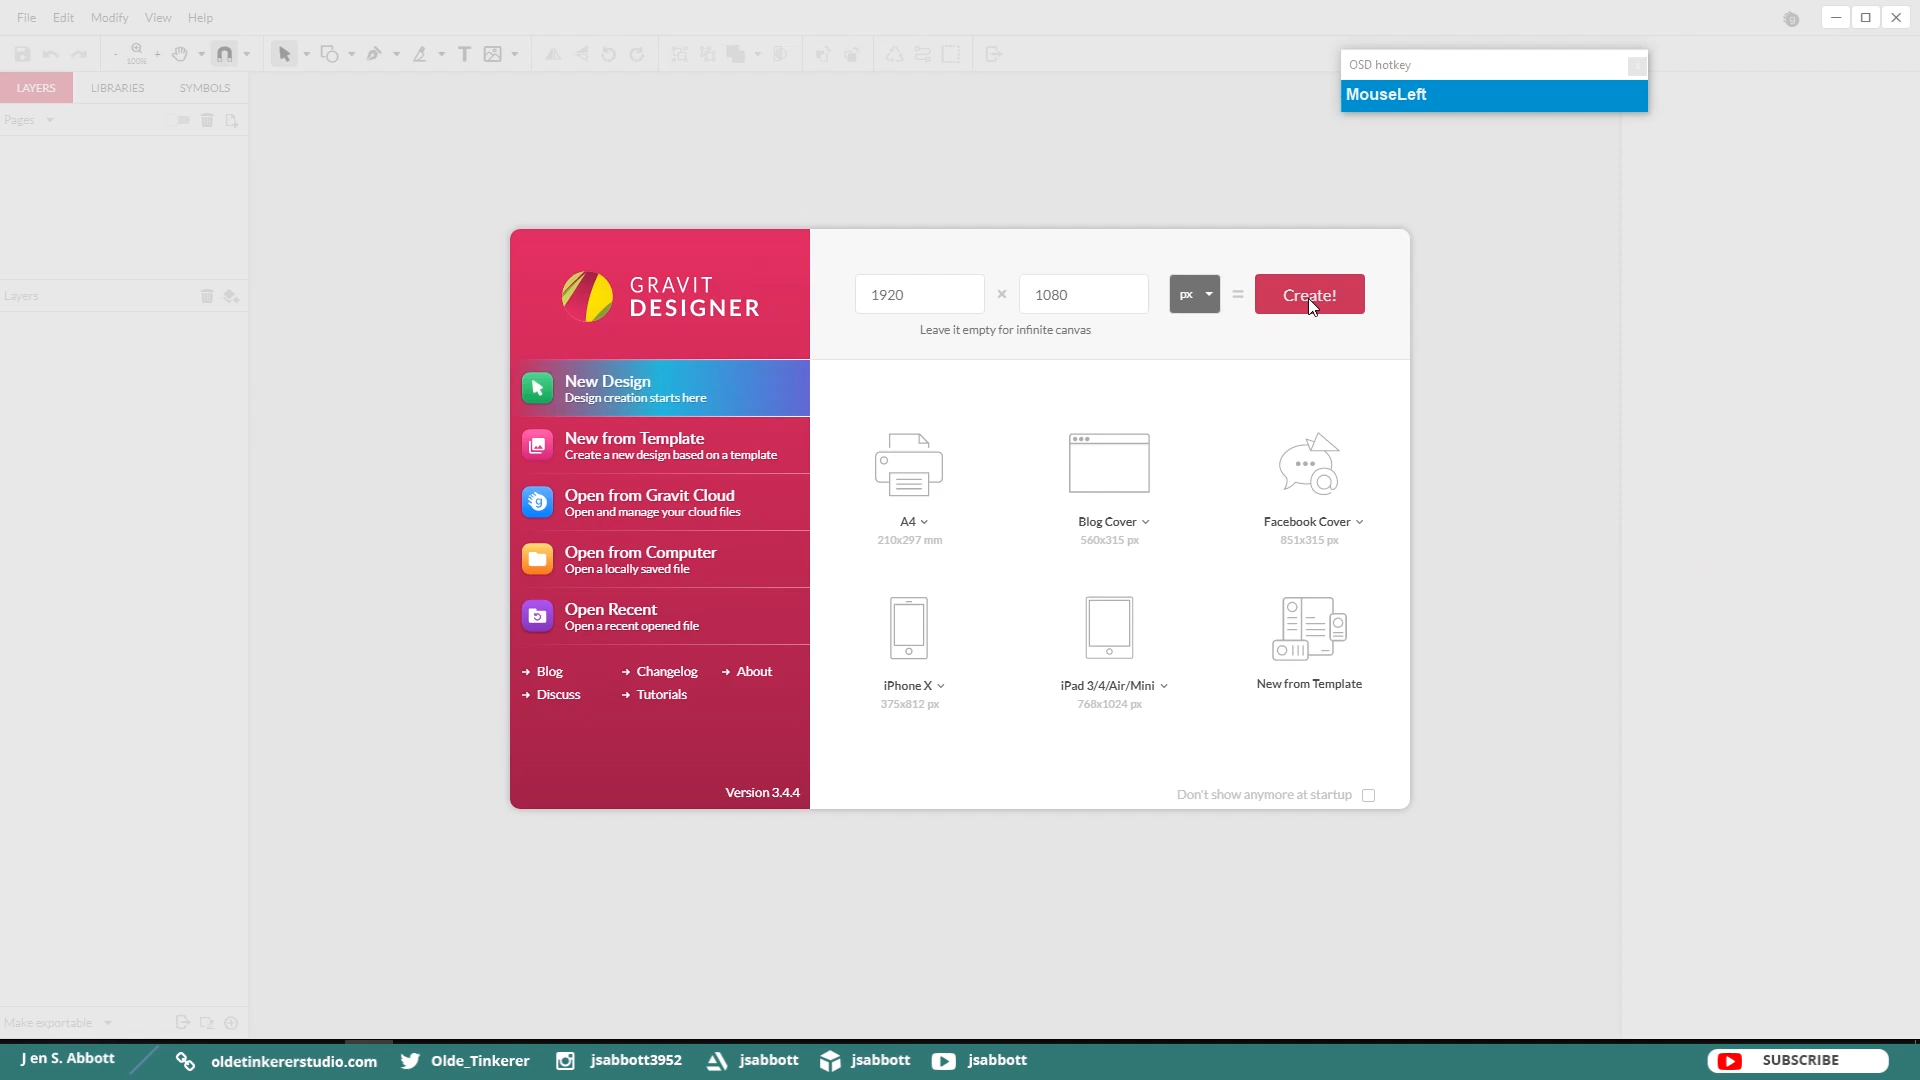 File Edit Modify View Help
- 100% +
OSD hotkey
MouseLeft
LAYERS LIBRARIES SYMBOLS
Pages
Layers
GRAVIT
DESIGNER
1920 × 1080 px = Create!
Leave it empty for infinite canvas
New Design
Design creation starts here
New from Template
Create a new design based on a template
Open from Gravit Cloud
Open and manage your cloud files
Open from Computer
Open a locally saved file
Open Recent
Open a recent opened file
→ Blog → Changelog → About
→ Discuss → Tutorials
Version 3.4.4
A4 Blog Cover Facebook Cover
210x297 mm 560x315 px 851x315 px
iPhone X iPad 3/4/Air/Mini New from Template
375x812 px 768x1024 px
Don't show anymore at startup
Make exportable
J en S. Abbott oldetinkererstudio.com Olde_Tinkerer jsabbott3952 jsabbott jsabbott jsabbott SUBSCRIBE